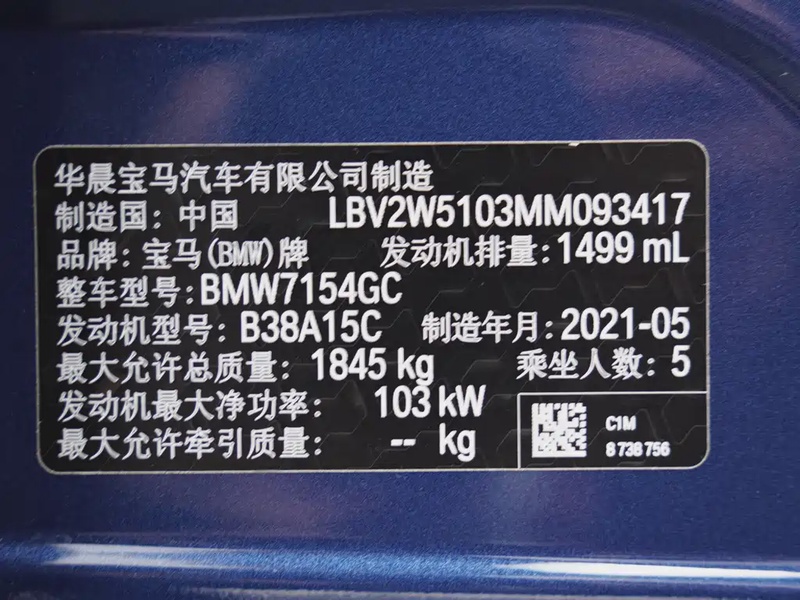 华晨宝马汽车有限公司制造
制造国：中国 LBV2W5103MM093417
品牌：宝马(BMW)牌 发动机排量：1499 mL
整车型号：BMW7154GC
发动机型号：B38A15C 制造年月：2021-05
最大允许总质量：1845 kg 乘坐人数：5
发动机最大净功率：103 kW
最大允许牵引质量：-- kg
C1M
8 738 756